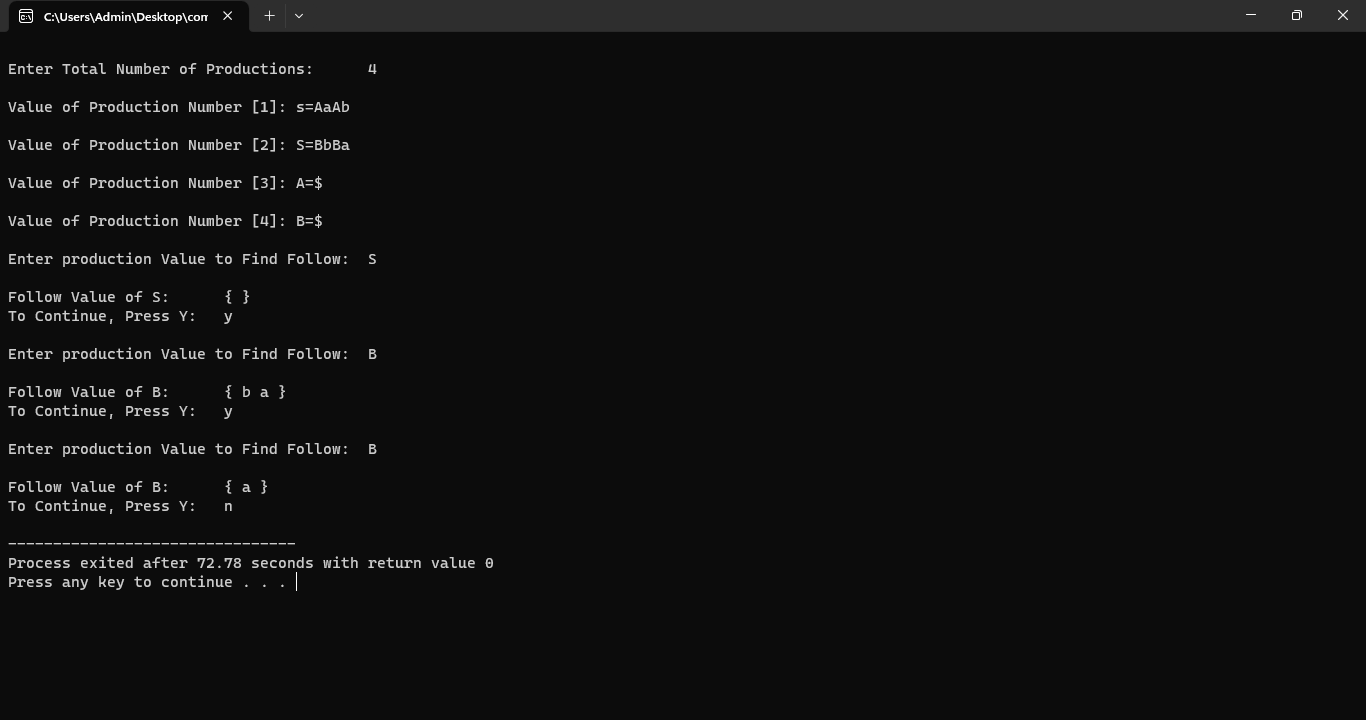 C:\Users\Admin\Desktop\com
Enter Total Number of Productions: 4
Value of Production Number [1]: s=AaAb
Value of Production Number [2]: S=BbBa
Value of Production Number [3]: A=$
Value of Production Number [4]: B=$
Enter production Value to Find Follow: S
Follow Value of S: { }
To Continue, Press Y: y
Enter production Value to Find Follow: B
Follow Value of B: { b a }
To Continue, Press Y: y
Enter production Value to Find Follow: B
Follow Value of B: { a }
To Continue, Press Y: n
--------------------------------
Process exited after 72.78 seconds with return value 0
Press any key to continue . . .